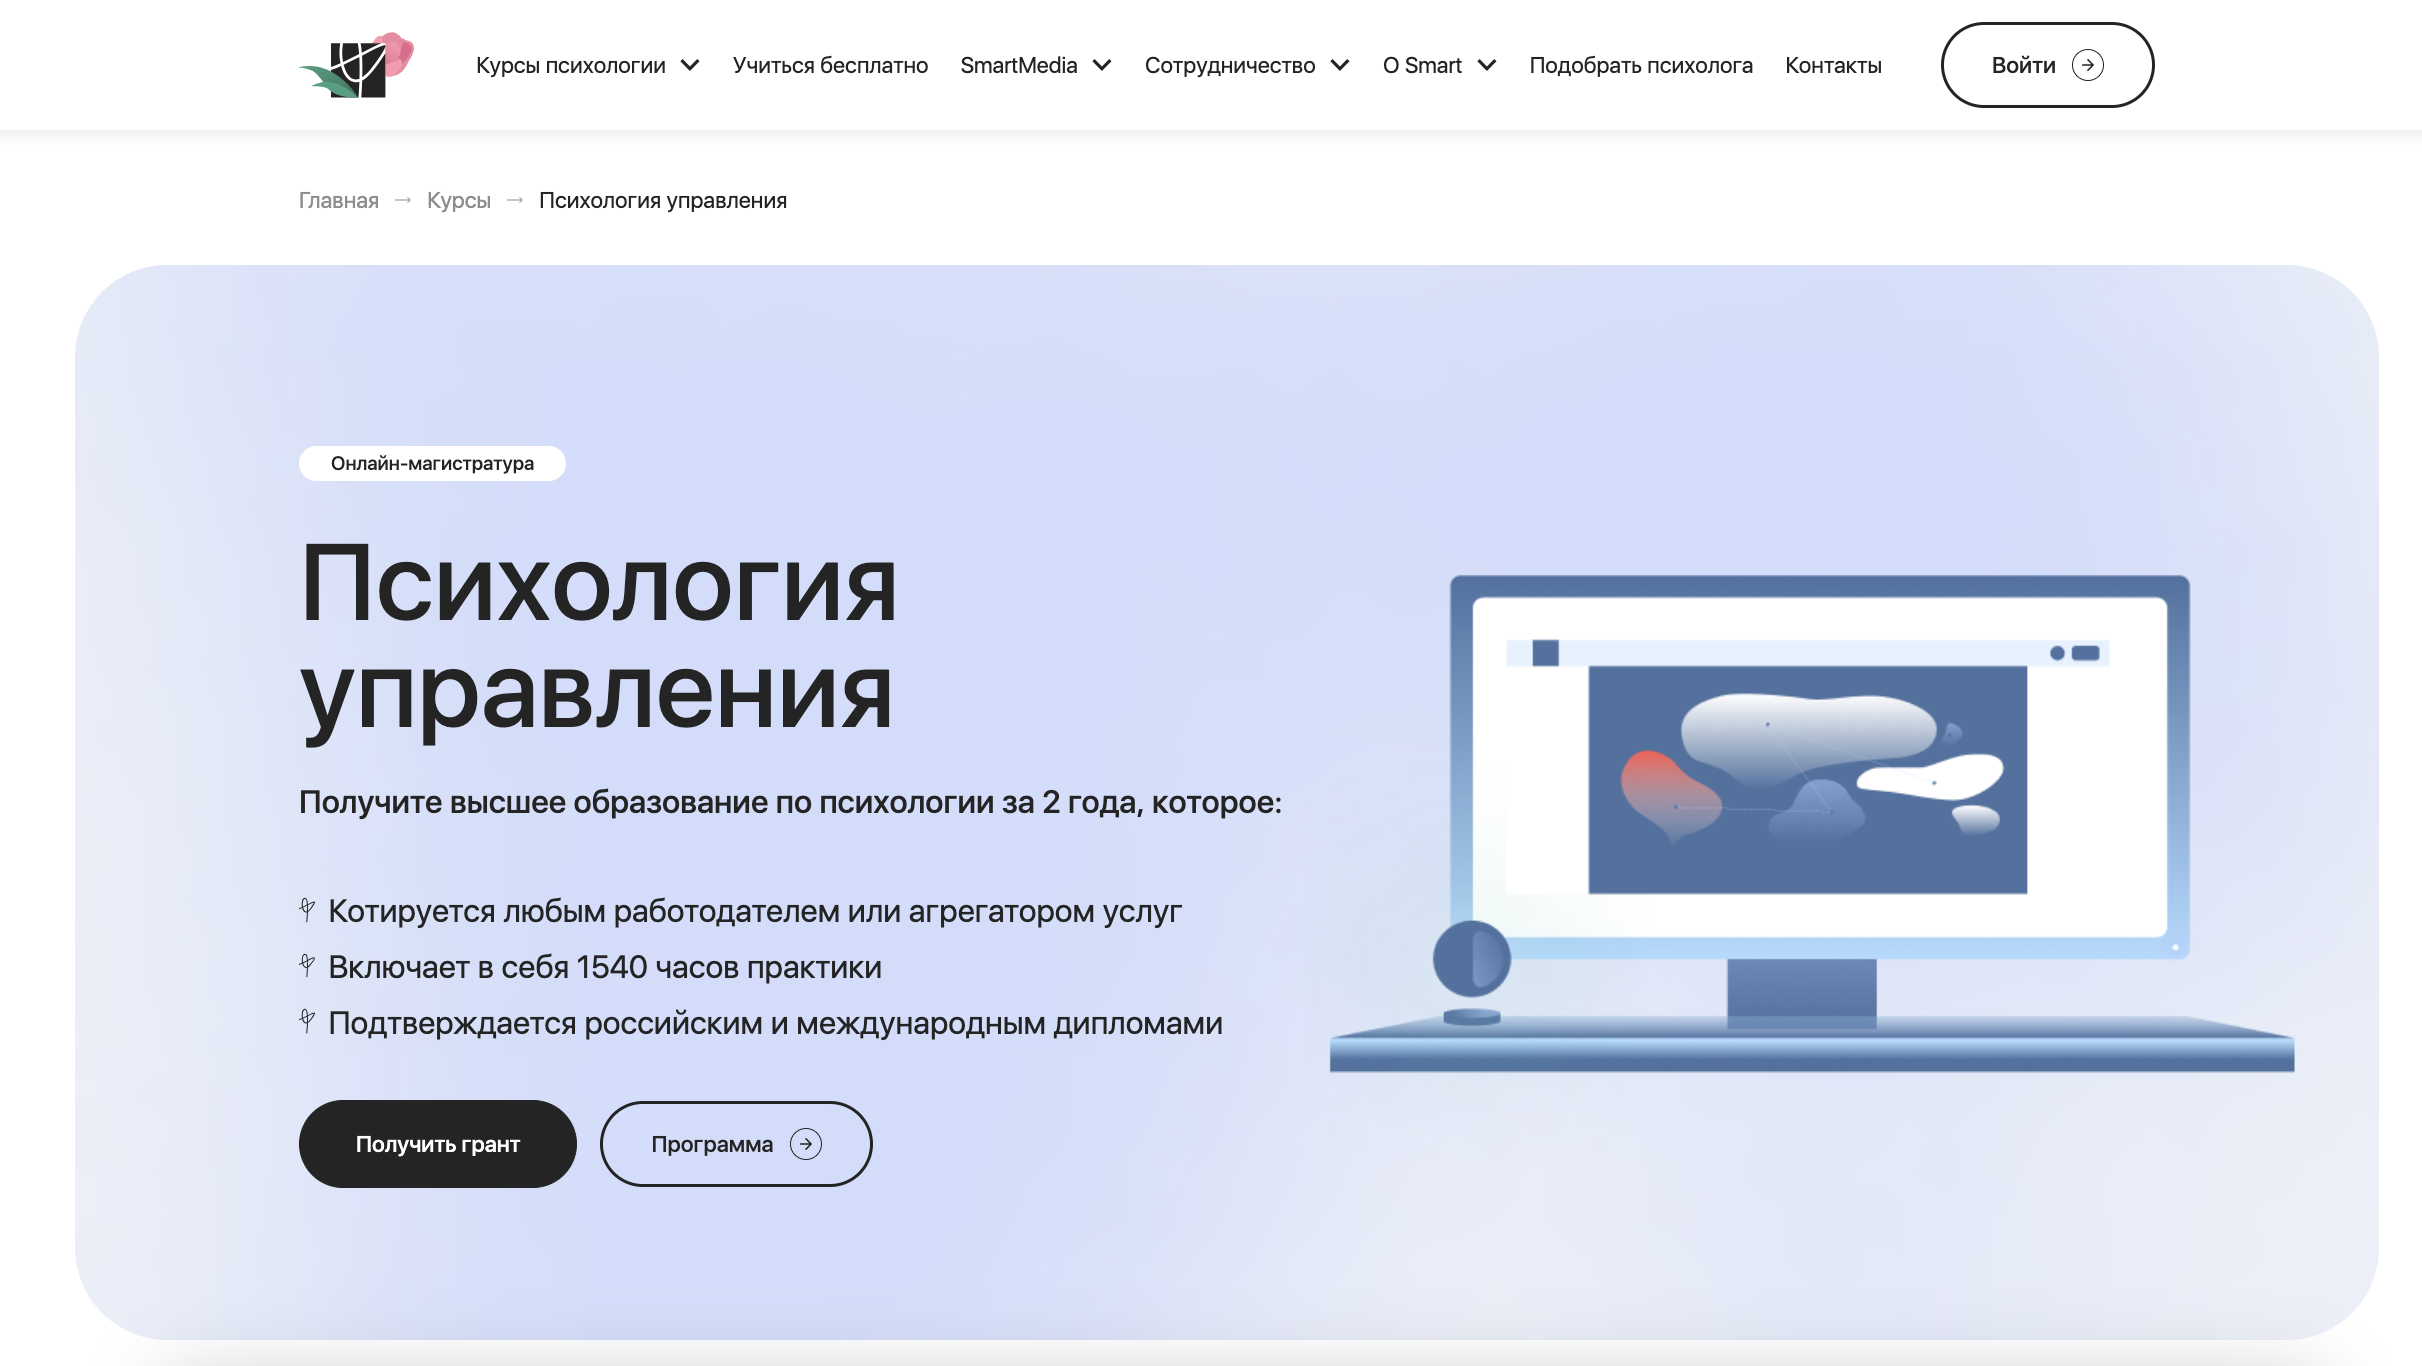 Курсы психологии
Учиться бесплатно
SmartMedia
Сотрудничество
О Smart
Подобрать психолога
Контакты
Войти
Главная → Курсы → Психология управления
Онлайн-магистратура
Психология
управления
Получите высшее образование по психологии за 2 года, которое:
Котируется любым работодателем или агрегатором услуг
Включает в себя 1540 часов практики
Подтверждается российским и международным дипломами
Получить грант
Программа